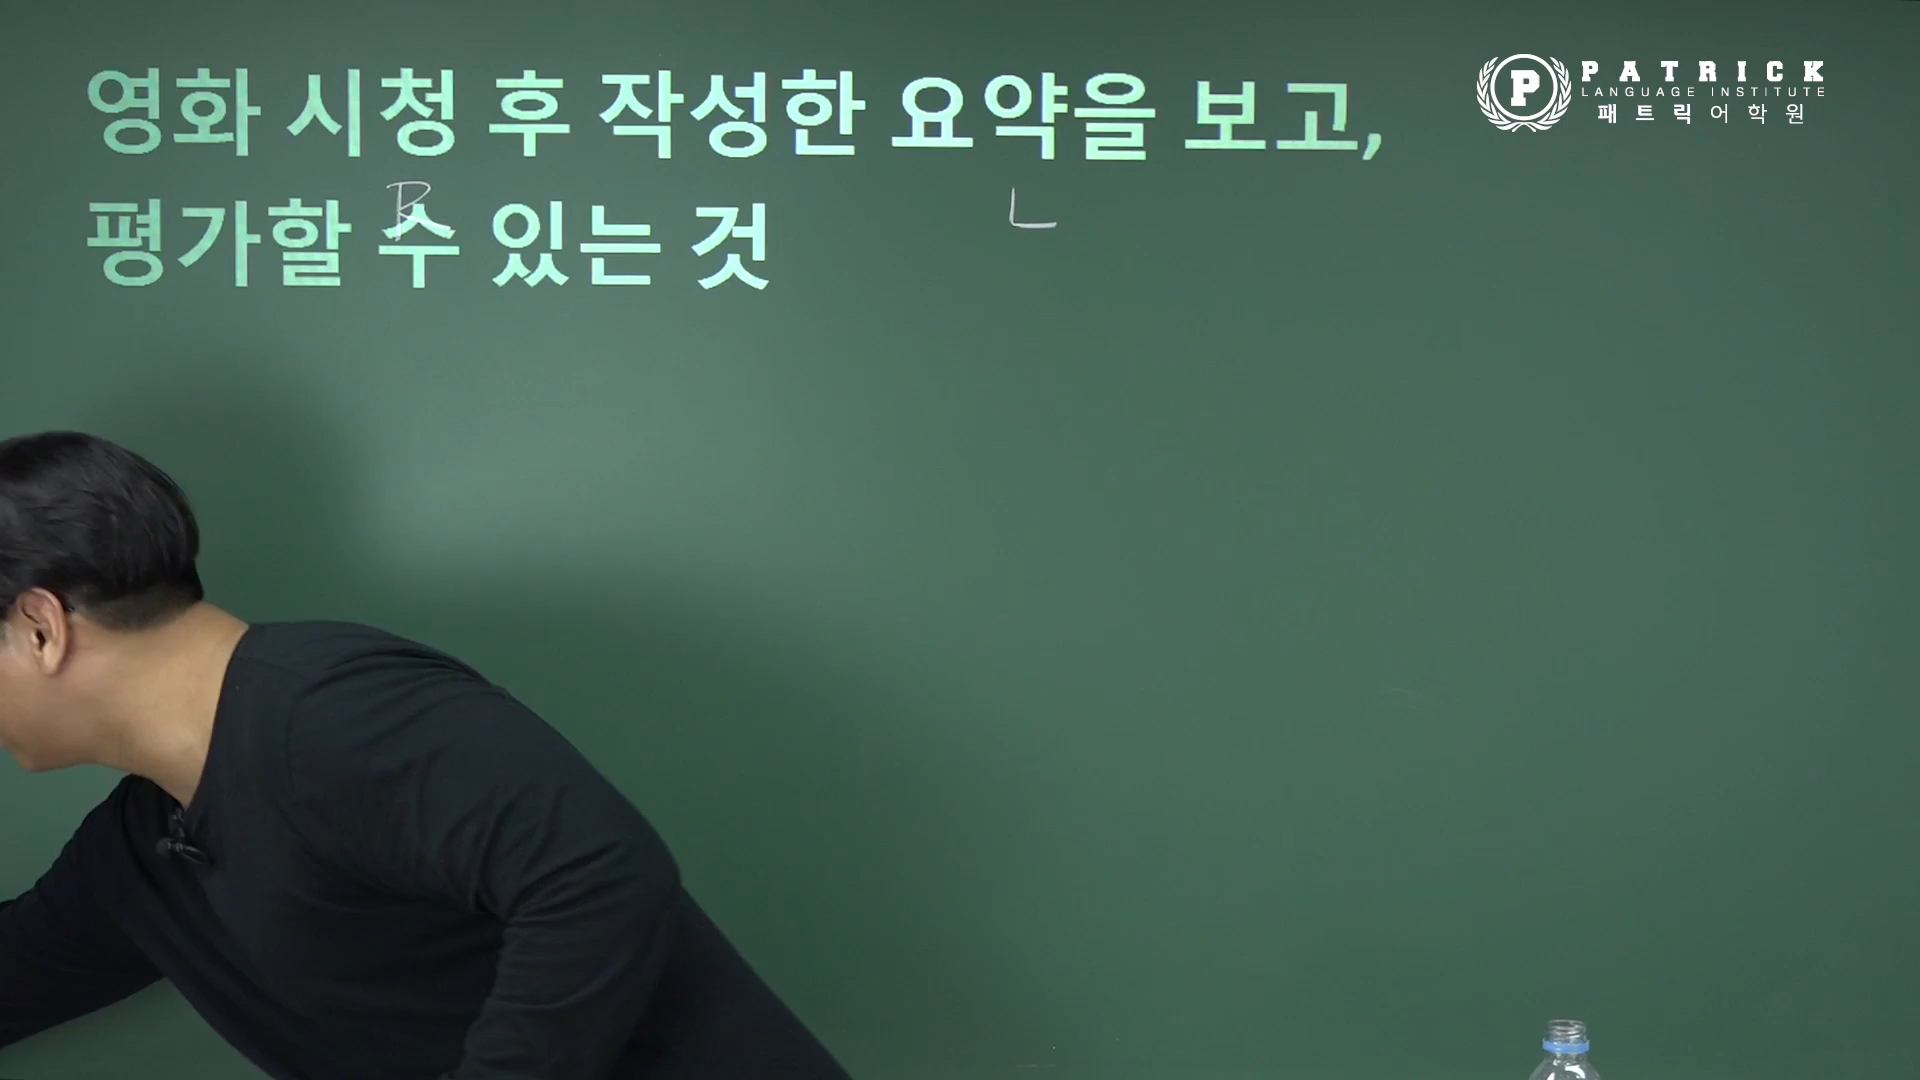 영화 시청 후 작성한 요약을 보고,
평가할 수 있는 것
R
L
P
PATRICK
LANGUAGE INSTITUTE
패트릭어학원